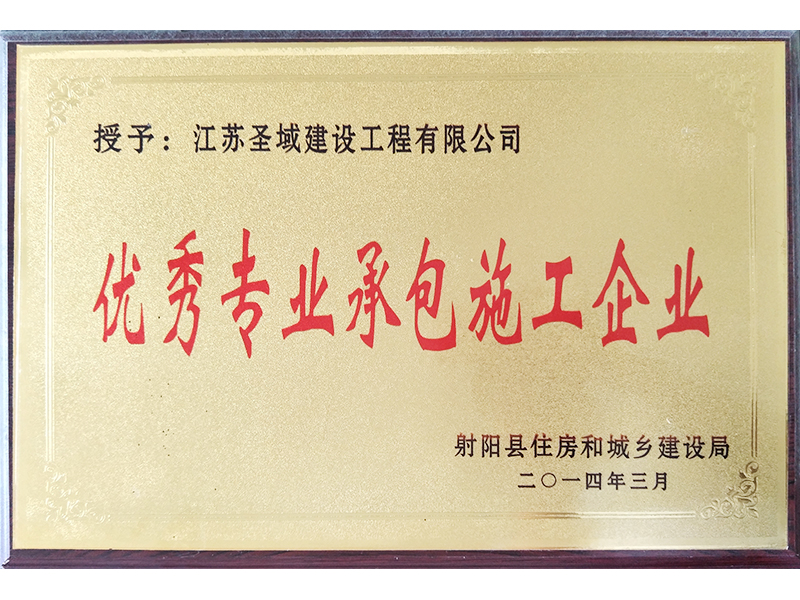 授予：江苏圣域建设工程有限公司
优秀专业承包施工企业
射阳县住房和城乡建设局
二〇一四年三月